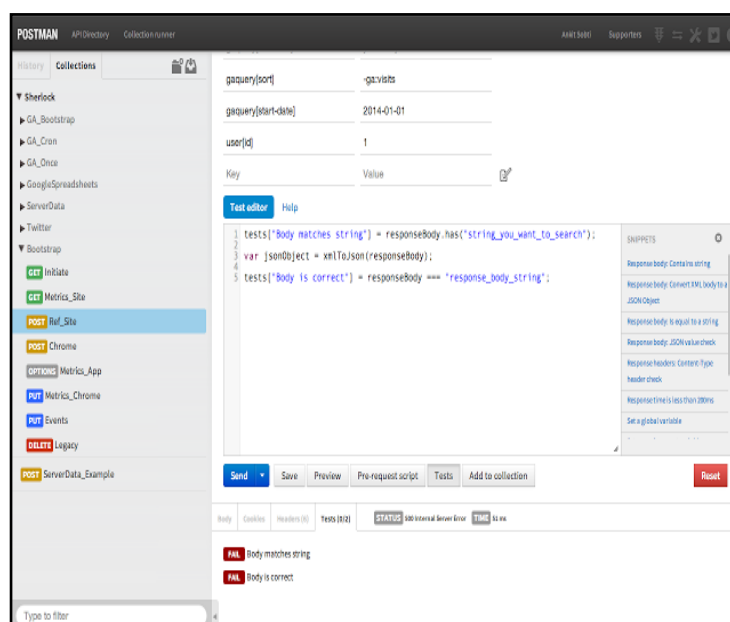 POSTMAN API Directory Collection runner Ankit Sobti Supporters
History Collections
Sherlock
GA_Bootstrap
GA_Cron
GA_Once
GoogleSpreadsheets
ServerData
Twitter
Bootstrap
GET Initiate
GET Metrics_Site
POST Ref_Site
POST Chrome
OPTIONS Metrics_App
PUT Metrics_Chrome
PUT Events
DELETE Legacy
POST ServerData_Example
Type to filter
gaquery[sort] -ga:visits
gaquery[start-date] 2014-01-01
user[id] 1
Key Value
Test editor Help
1 tests["Body matches string"] = responseBody.has("string_you_want_to_search");
2
3 var jsonObject = xmlToJson(responseBody);
4
5 tests["Body is correct"] = responseBody === "response_body_string";
SNIPPETS
Response body: Contains string
Response body: Convert XML body to a
JSON Object
Response body: Is equal to a string
Response body: JSON value check
Response headers: Content-Type
header check
Response time is less than 200ms
Set a global variable
Send Save Preview Pre-request script Tests Add to collection Reset
Body Cookies Headers (6) Tests (0/2) STATUS 500 Internal Server Error TIME 51 ms
FAIL Body matches string
FAIL Body is correct